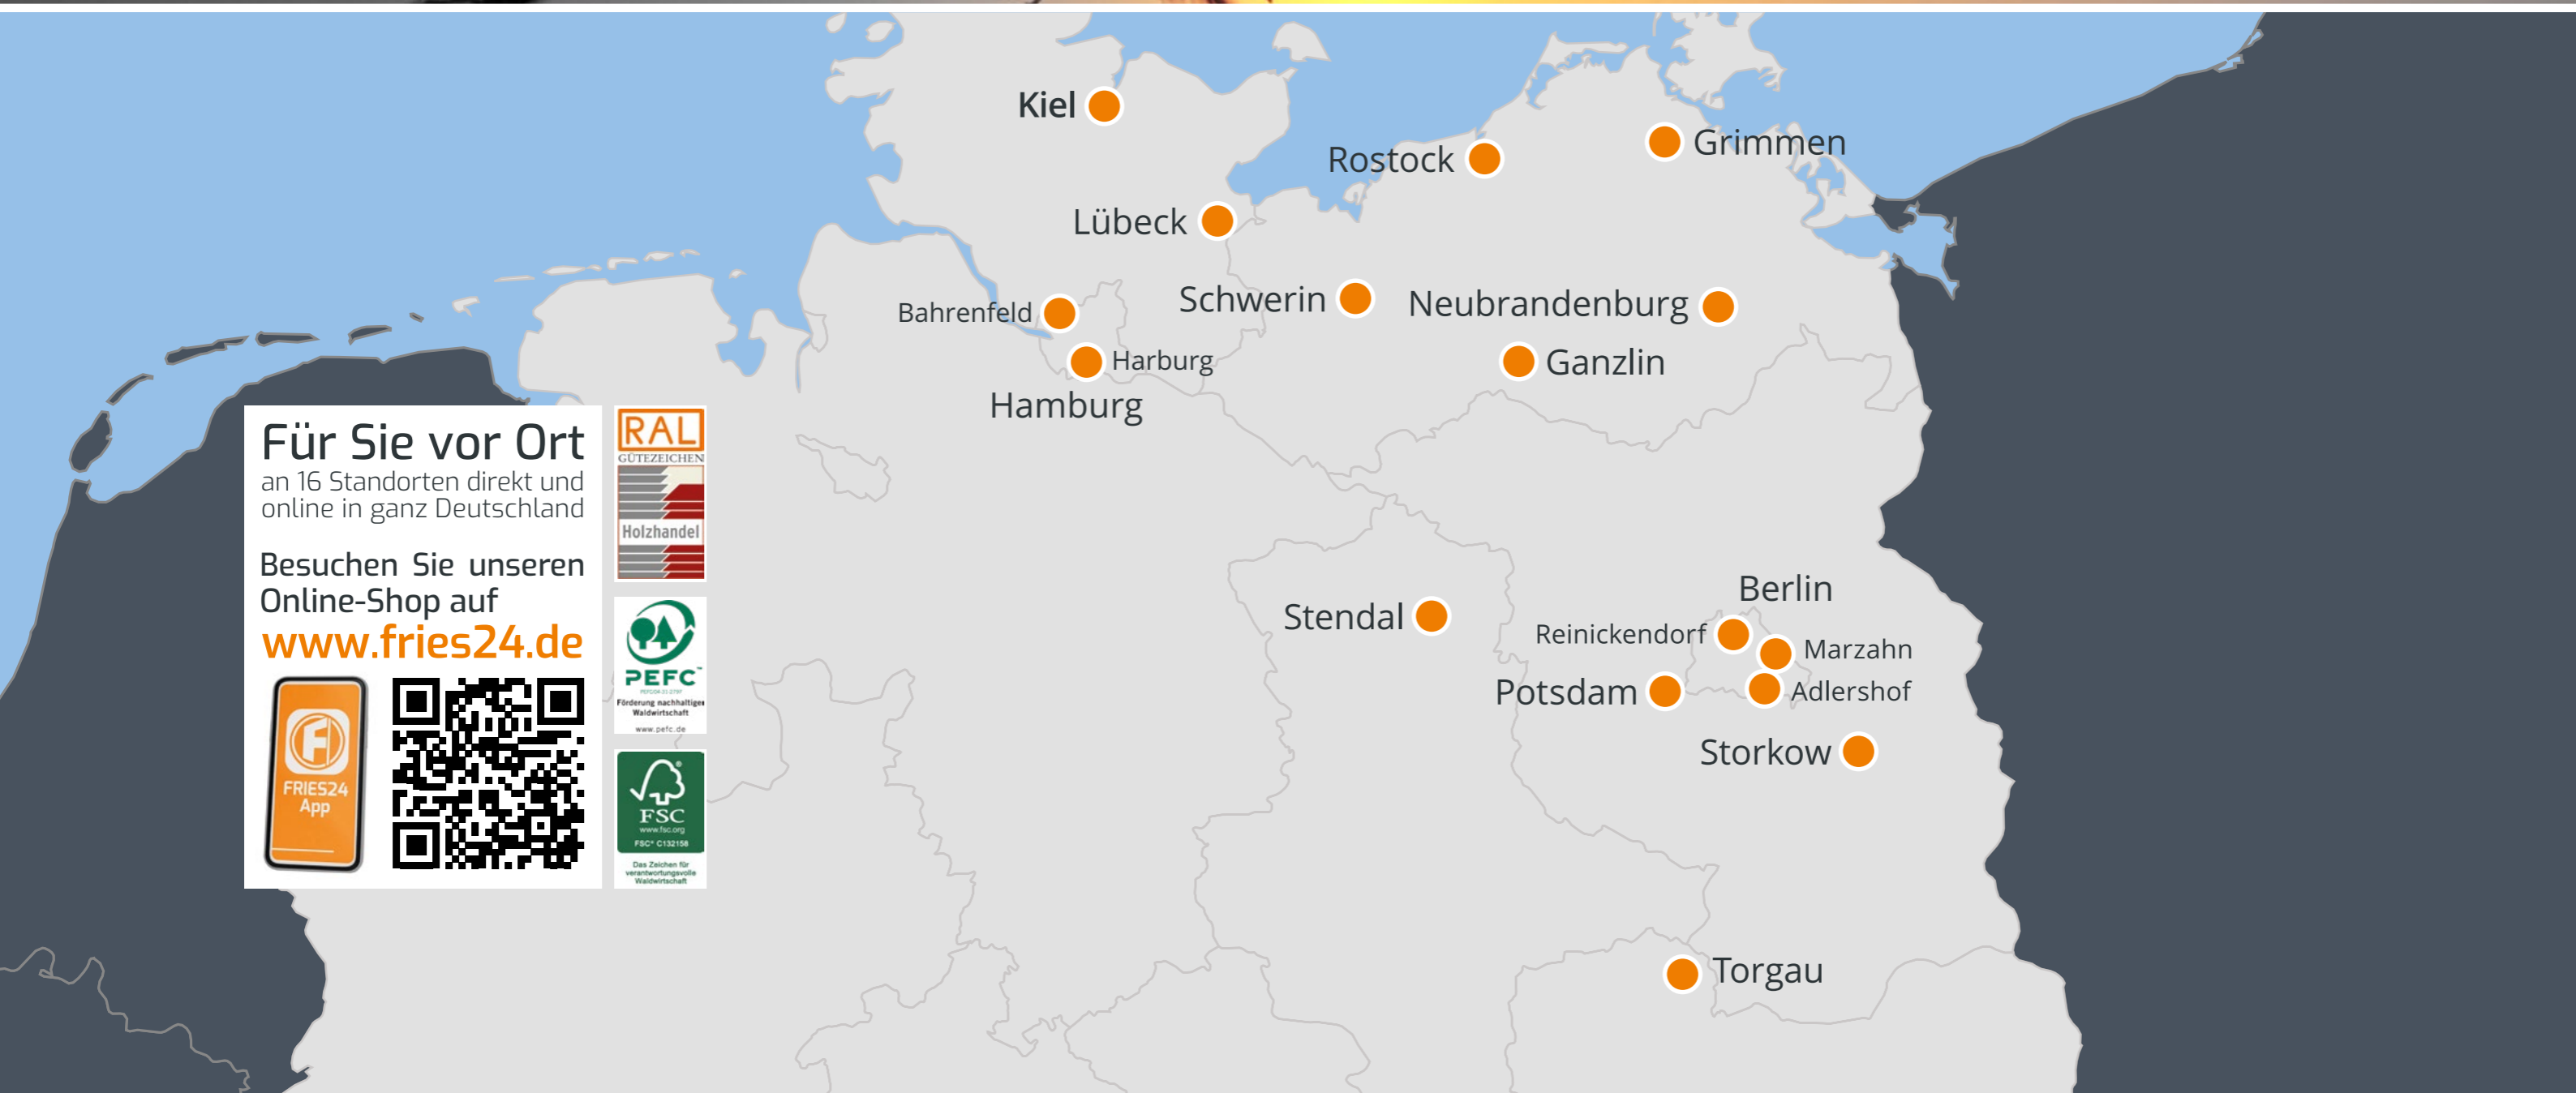 Kiel
Grimmen
Rostock
Lübeck
Schwerin
Neubrandenburg
Bahrenfeld
Harburg
Ganzlin
Hamburg
Für Sie vor Ort
an 16 Standorten direkt und
online in ganz Deutschland
Besuchen Sie unseren
Online-Shop auf
www.fries24.de
FRIES24
App
RAL
GÜTEZEICHEN
Holzhandel
PEFC™
Förderung nachhaltiger
Waldwirtschaft
www.pefc.de
FSC
www.fsc.org
FSC® C132158
Das Zeichen für
verantwortungsvolle
Waldwirtschaft
Berlin
Stendal
Reinickendorf
Marzahn
Potsdam
Adlershof
Storkow
Torgau